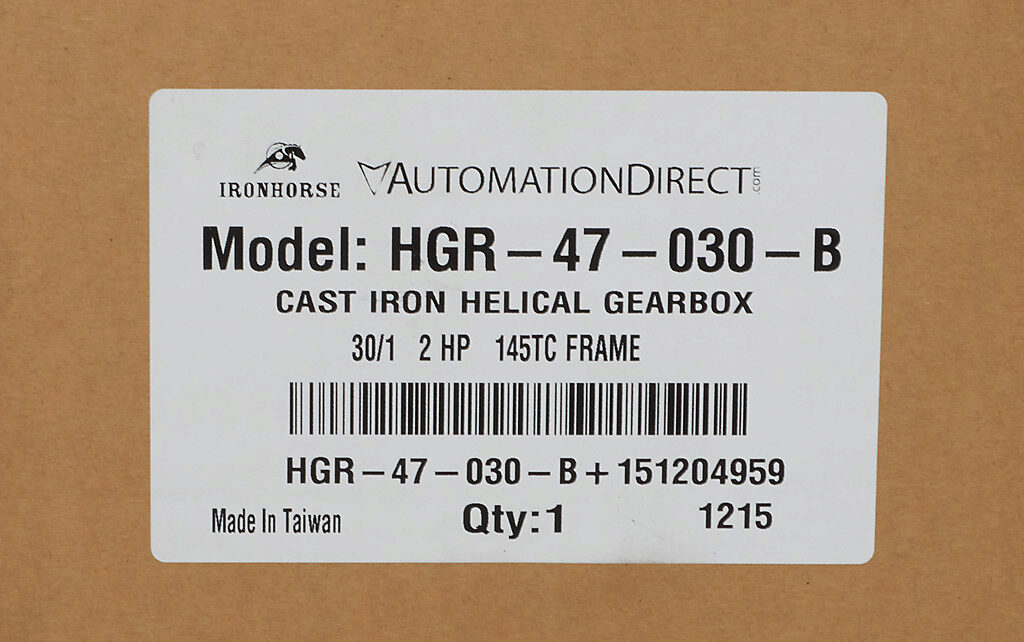 IRONHORSE AUTOMATIONDIRECT.com
Model: HGR-47-030-B
CAST IRON HELICAL GEARBOX
30/1 2 HP 145TC FRAME
HGR-47-030-B+151204959
Made In Taiwan Qty:1 1215